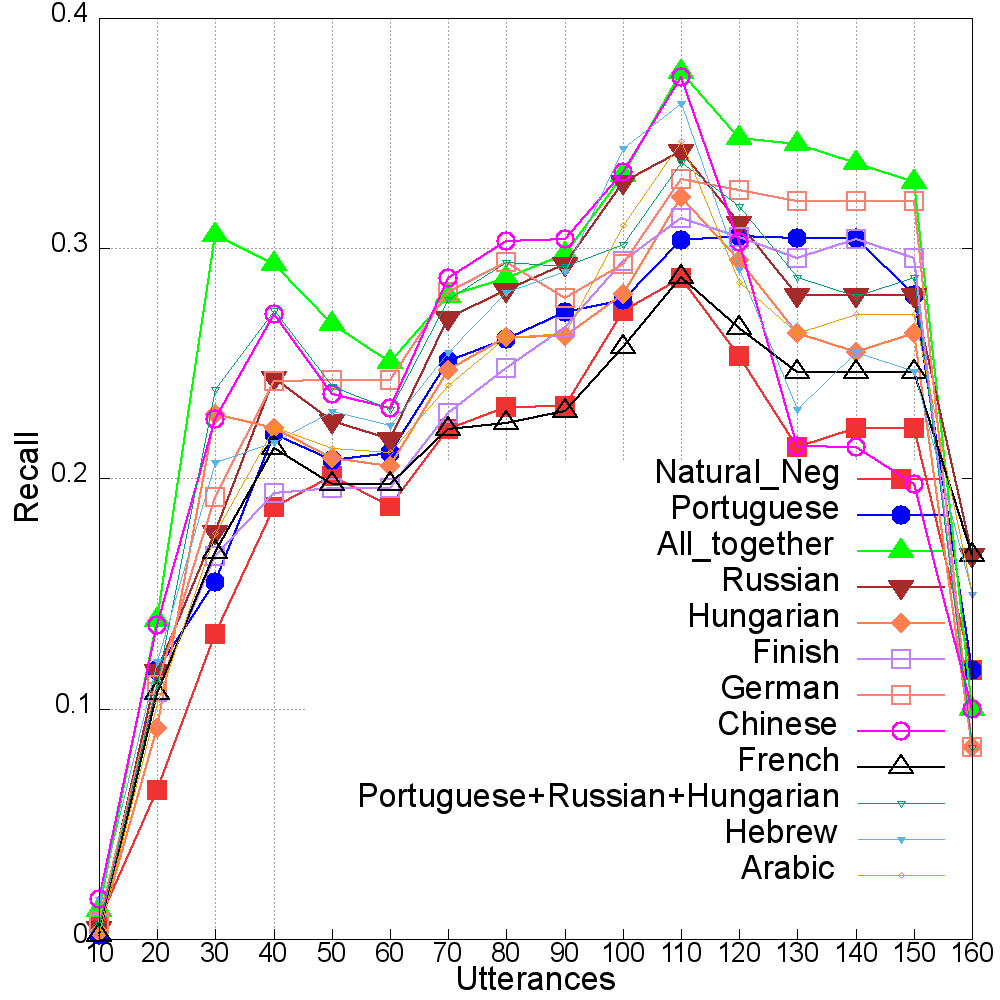 0.4
0.3
0.2
0.1
0
Recall
Natural_Neg
Portuguese
All_together
Russian
Hungarian
Finish
German
Chinese
French
Portuguese+Russian+Hungarian
Hebrew
Arabic
10 20 30 40 50 60 70 80 90 100 110 120 130 140 150 160
Utterances